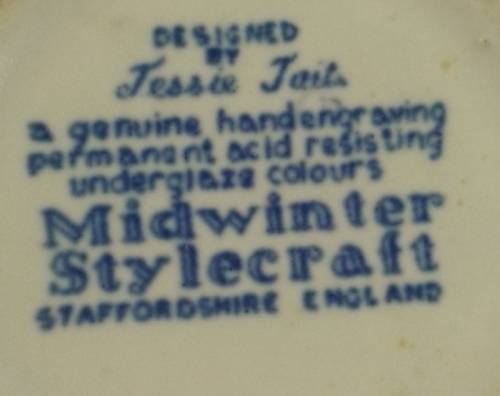 DESIGNED
BY
Jessie Tait
a genuine handengraving
permanent acid resisting
underglaze colours
Midwinter
Stylecraft
STAFFORDSHIRE ENGLAND